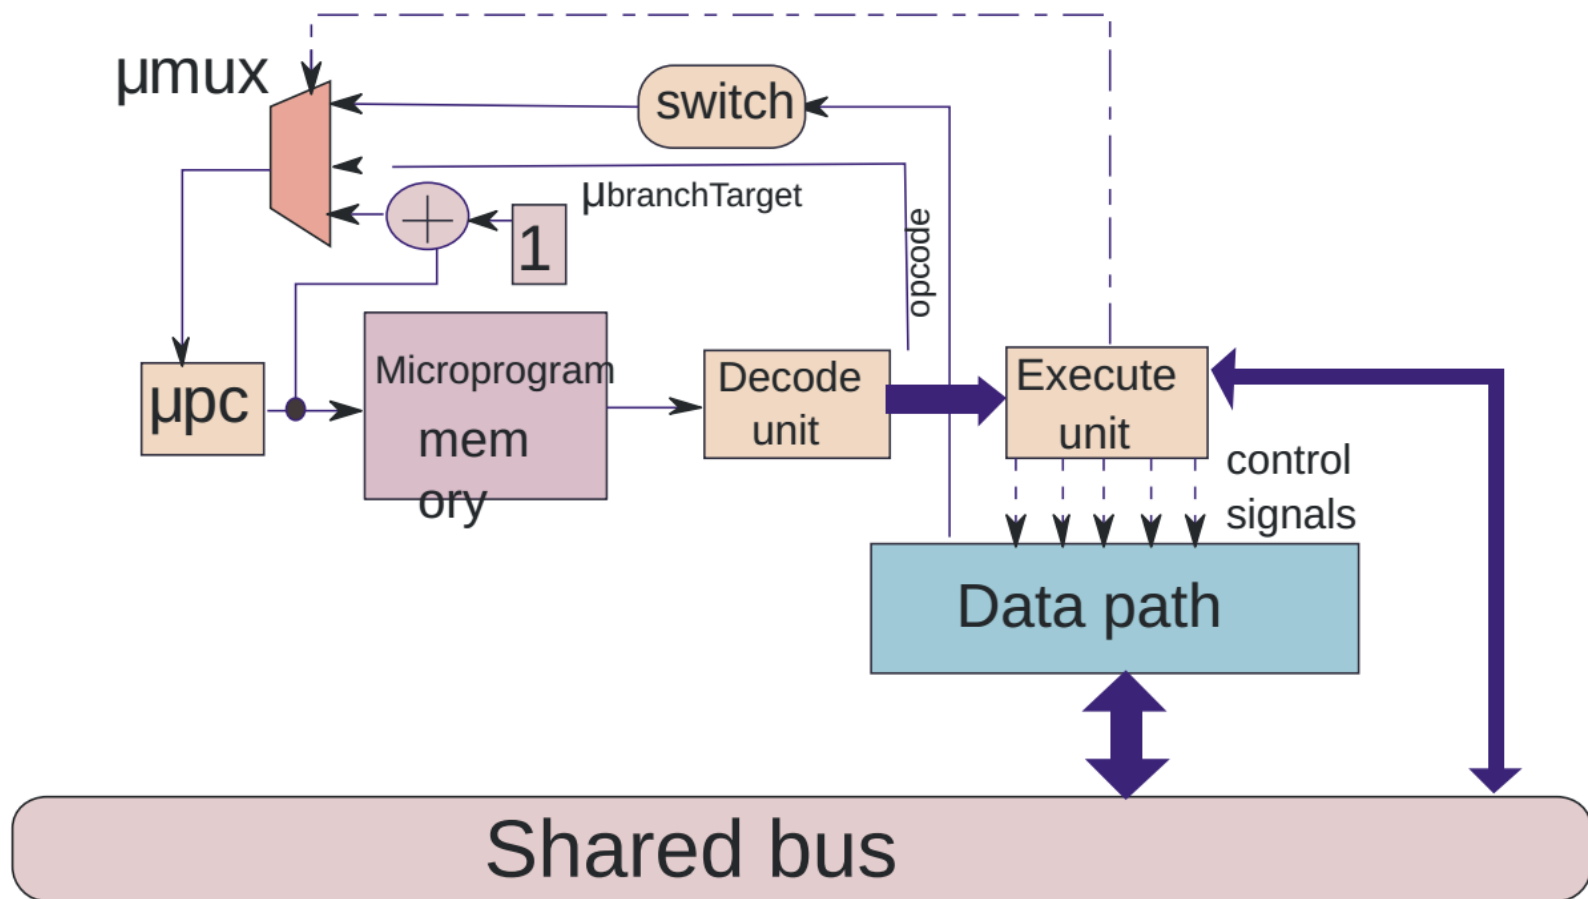 μmux
switch
μbranchTarget
opcode
1
μpc
Microprogram
mem
ory
Decode
unit
Execute
unit
control
signals
Data path
Shared bus